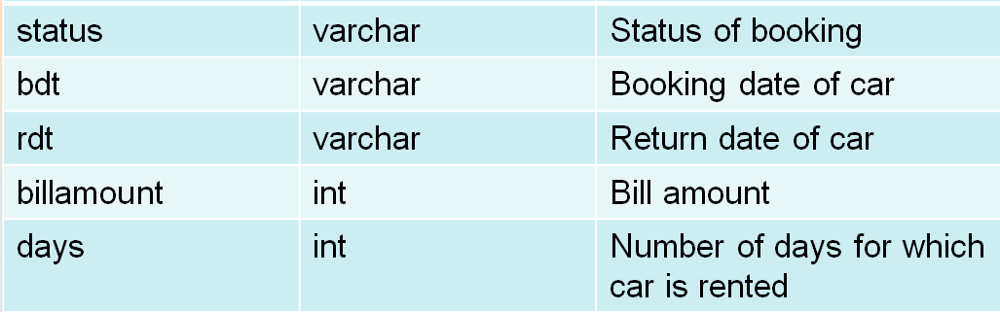 status varchar Status of booking
bdt varchar Booking date of car
rdt varchar Return date of car
billamount int Bill amount
days int Number of days for which
car is rented